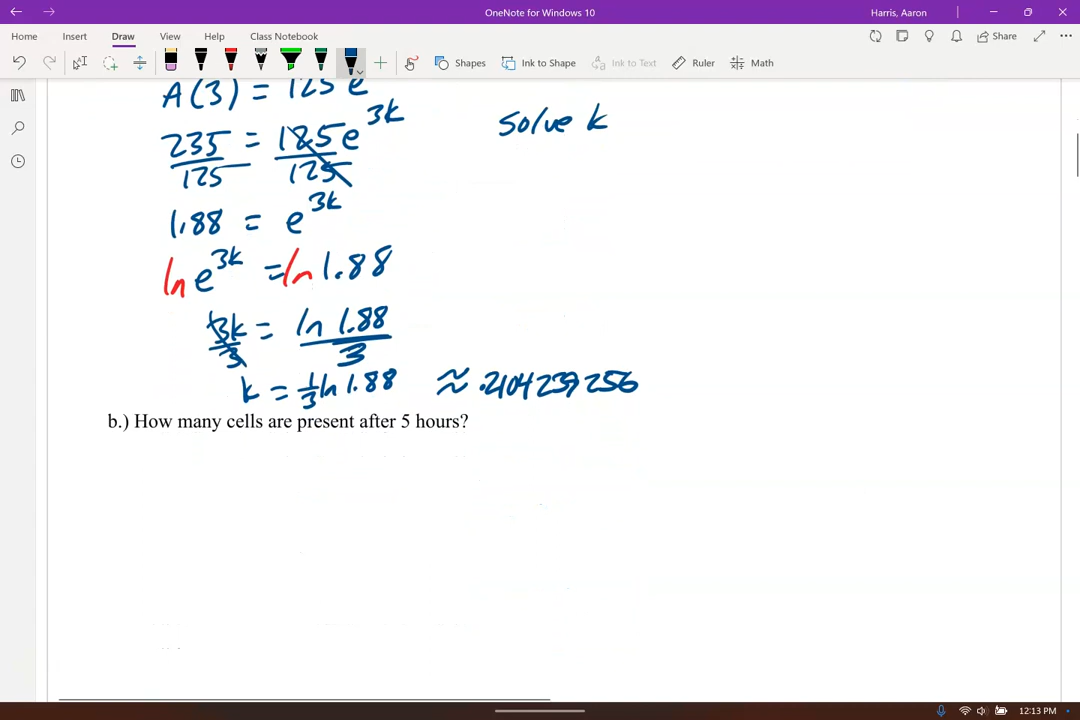 OneNote for Windows 10
Harris, Aaron
Home Insert Draw View Help Class Notebook
Share
Shapes Ink to Shape Ink to Text Ruler Math
A(3) = 125 e
235 = 125 e^3k solve k
125 125
1.88 = e^3k
ln e^3k = ln 1.88
3k = ln 1.88
3 3
k = 1/3 ln 1.88 ≈ .2104239256
b.) How many cells are present after 5 hours?
12:13 PM